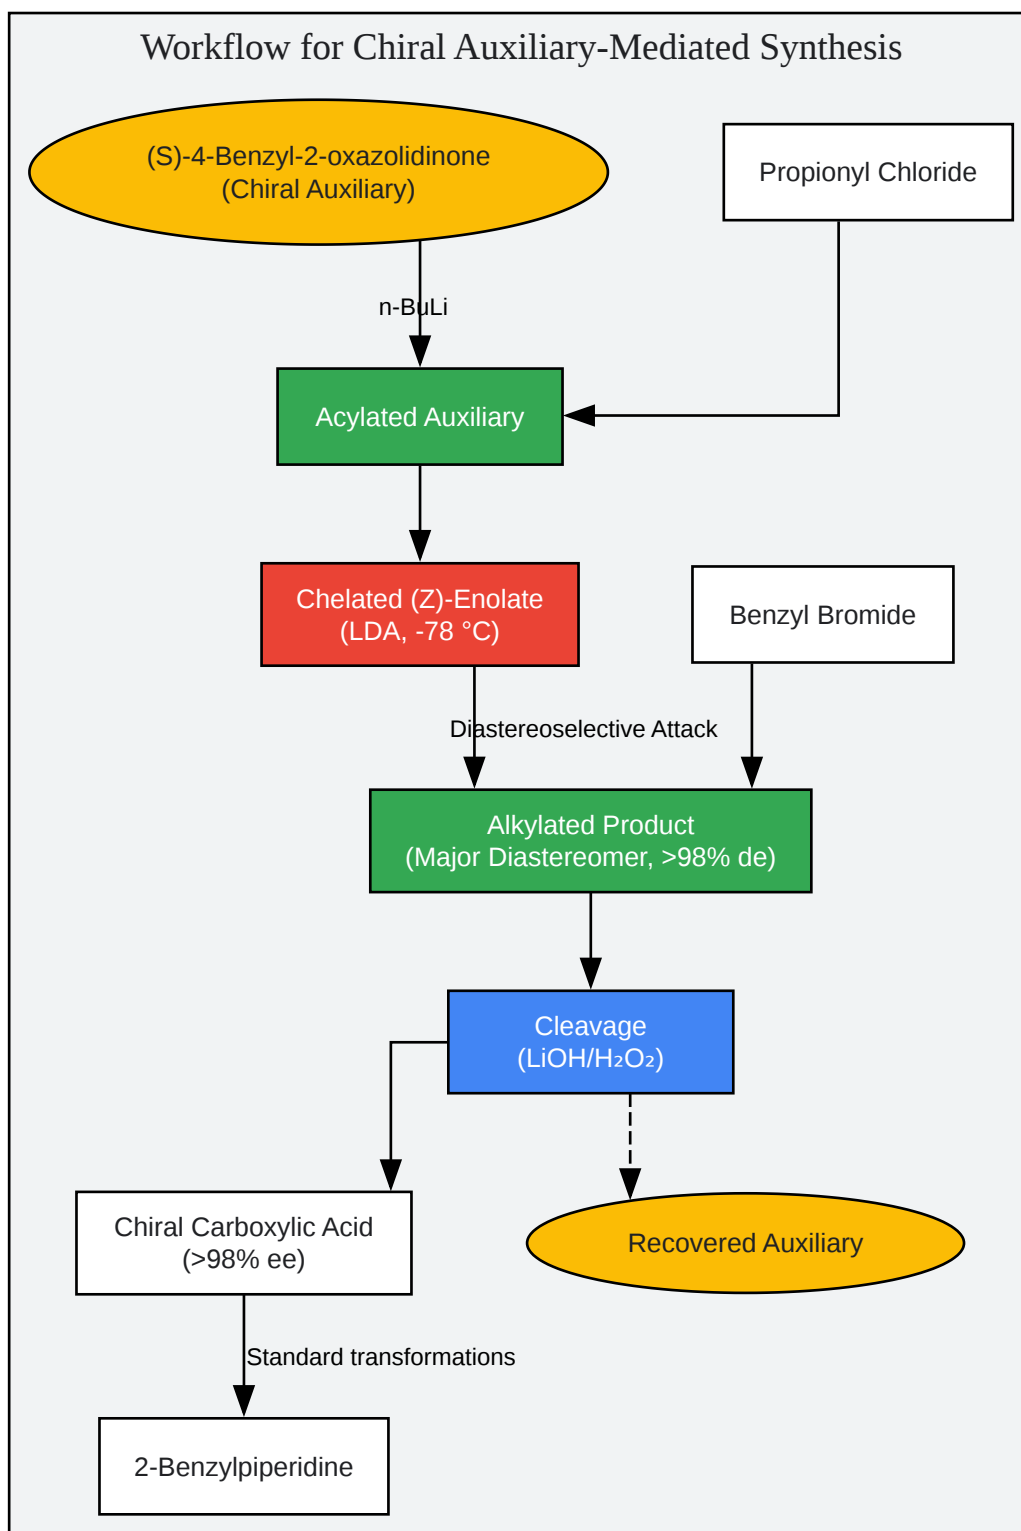 Workflow for Chiral Auxiliary-Mediated Synthesis
(S)-4-Benzyl-2-oxazolidinone
(Chiral Auxiliary)
Propionyl Chloride
n-BuLi
Acylated Auxiliary
Chelated (Z)-Enolate
(LDA, -78 °C)
Benzyl Bromide
Diastereoselective Attack
Alkylated Product
(Major Diastereomer, >98% de)
Cleavage
(LiOH/H₂O₂)
Chiral Carboxylic Acid
(>98% ee)
Recovered Auxiliary
Standard transformations
2-Benzylpiperidine